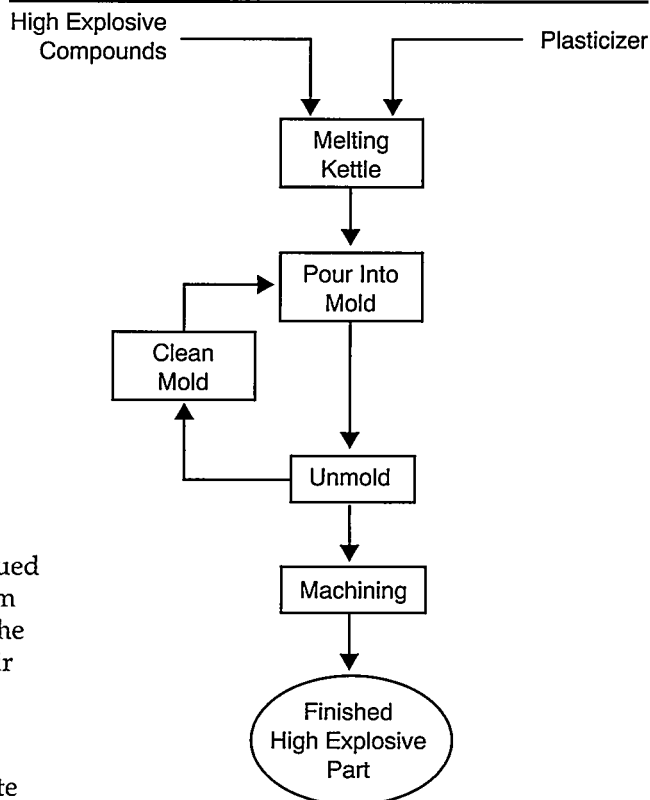 High Explosive
Compounds
Plasticizer
Melting
Kettle
Pour Into
Mold
Clean
Mold
Unmold
Machining
Finished
High Explosive
Part